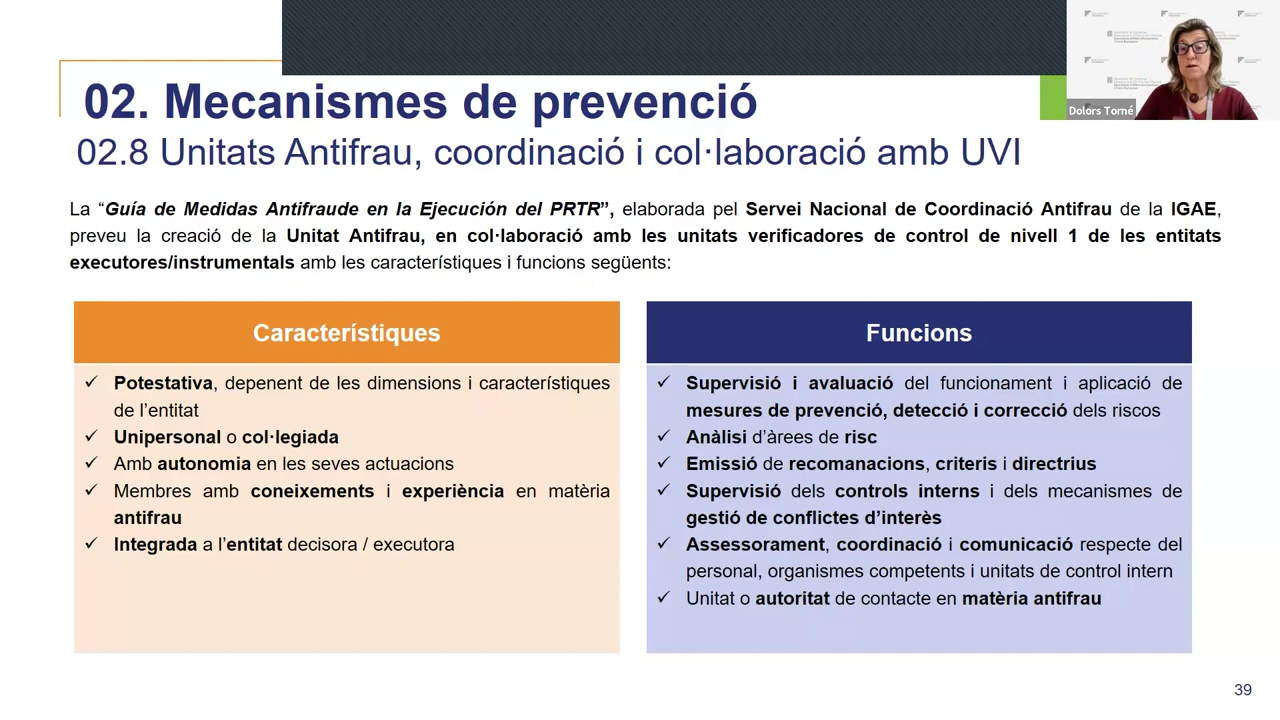 Dolors Torné
02. Mecanismes de prevenció
02.8 Unitats Antifrau, coordinació i col·laboració amb UVI
La “Guía de Medidas Antifraude en la Ejecución del PRTR”, elaborada pel Servei Nacional de Coordinació Antifrau de la IGAE,
preveu la creació de la Unitat Antifrau, en col·laboració amb les unitats verificadores de control de nivell 1 de les entitats
executores/instrumentals amb les característiques i funcions següents:
Característiques
✓ Potestativa, depenent de les dimensions i característiques
de l’entitat
✓ Unipersonal o col·legiada
✓ Amb autonomia en les seves actuacions
✓ Membres amb coneixements i experiència en matèria
antifrau
✓ Integrada a l’entitat decisora / executora
Funcions
✓ Supervisió i avaluació del funcionament i aplicació de
mesures de prevenció, detecció i correcció dels riscos
✓ Anàlisi d’àrees de risc
✓ Emissió de recomanacions, criteris i directrius
✓ Supervisió dels controls interns i dels mecanismes de
gestió de conflictes d’interès
✓ Assessorament, coordinació i comunicació respecte del
personal, organismes competents i unitats de control intern
✓ Unitat o autoritat de contacte en matèria antifrau
39